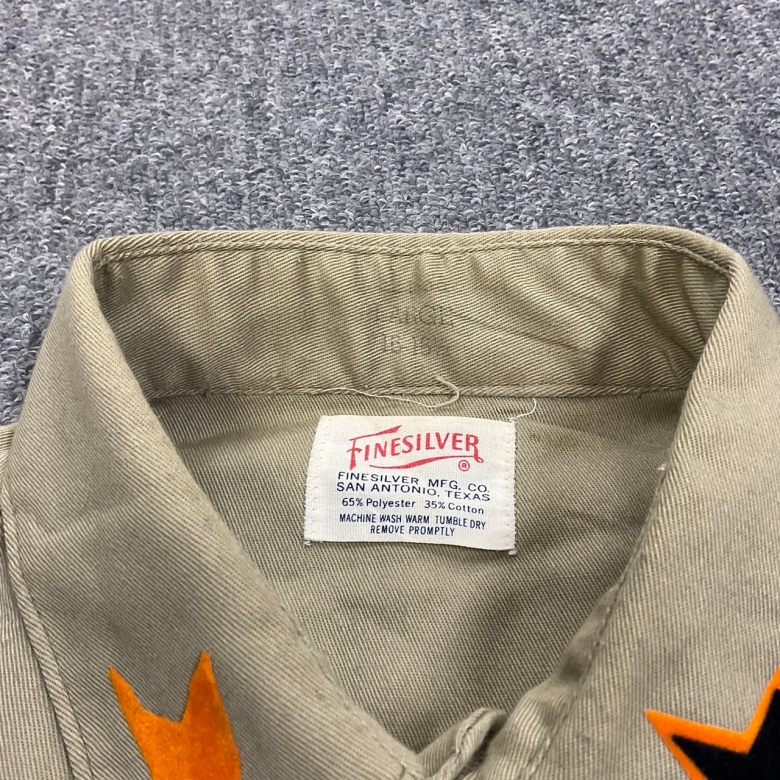 LARGE
FINESILVER
®
FINESILVER MFG. CO.
SAN ANTONIO, TEXAS
65% Polyester 35% Cotton
MACHINE WASH WARM TUMBLE DRY
REMOVE PROMPTLY